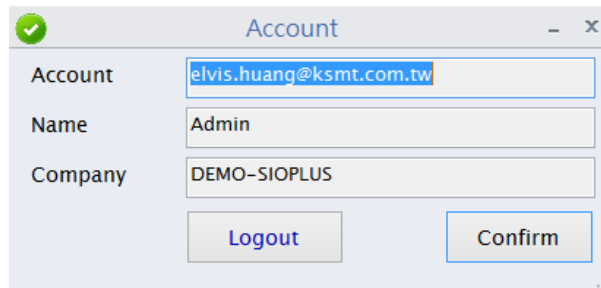 Account
Account elvis.huang@ksmt.com.tw
Name Admin
Company DEMO-SIOPLUS
Logout Confirm